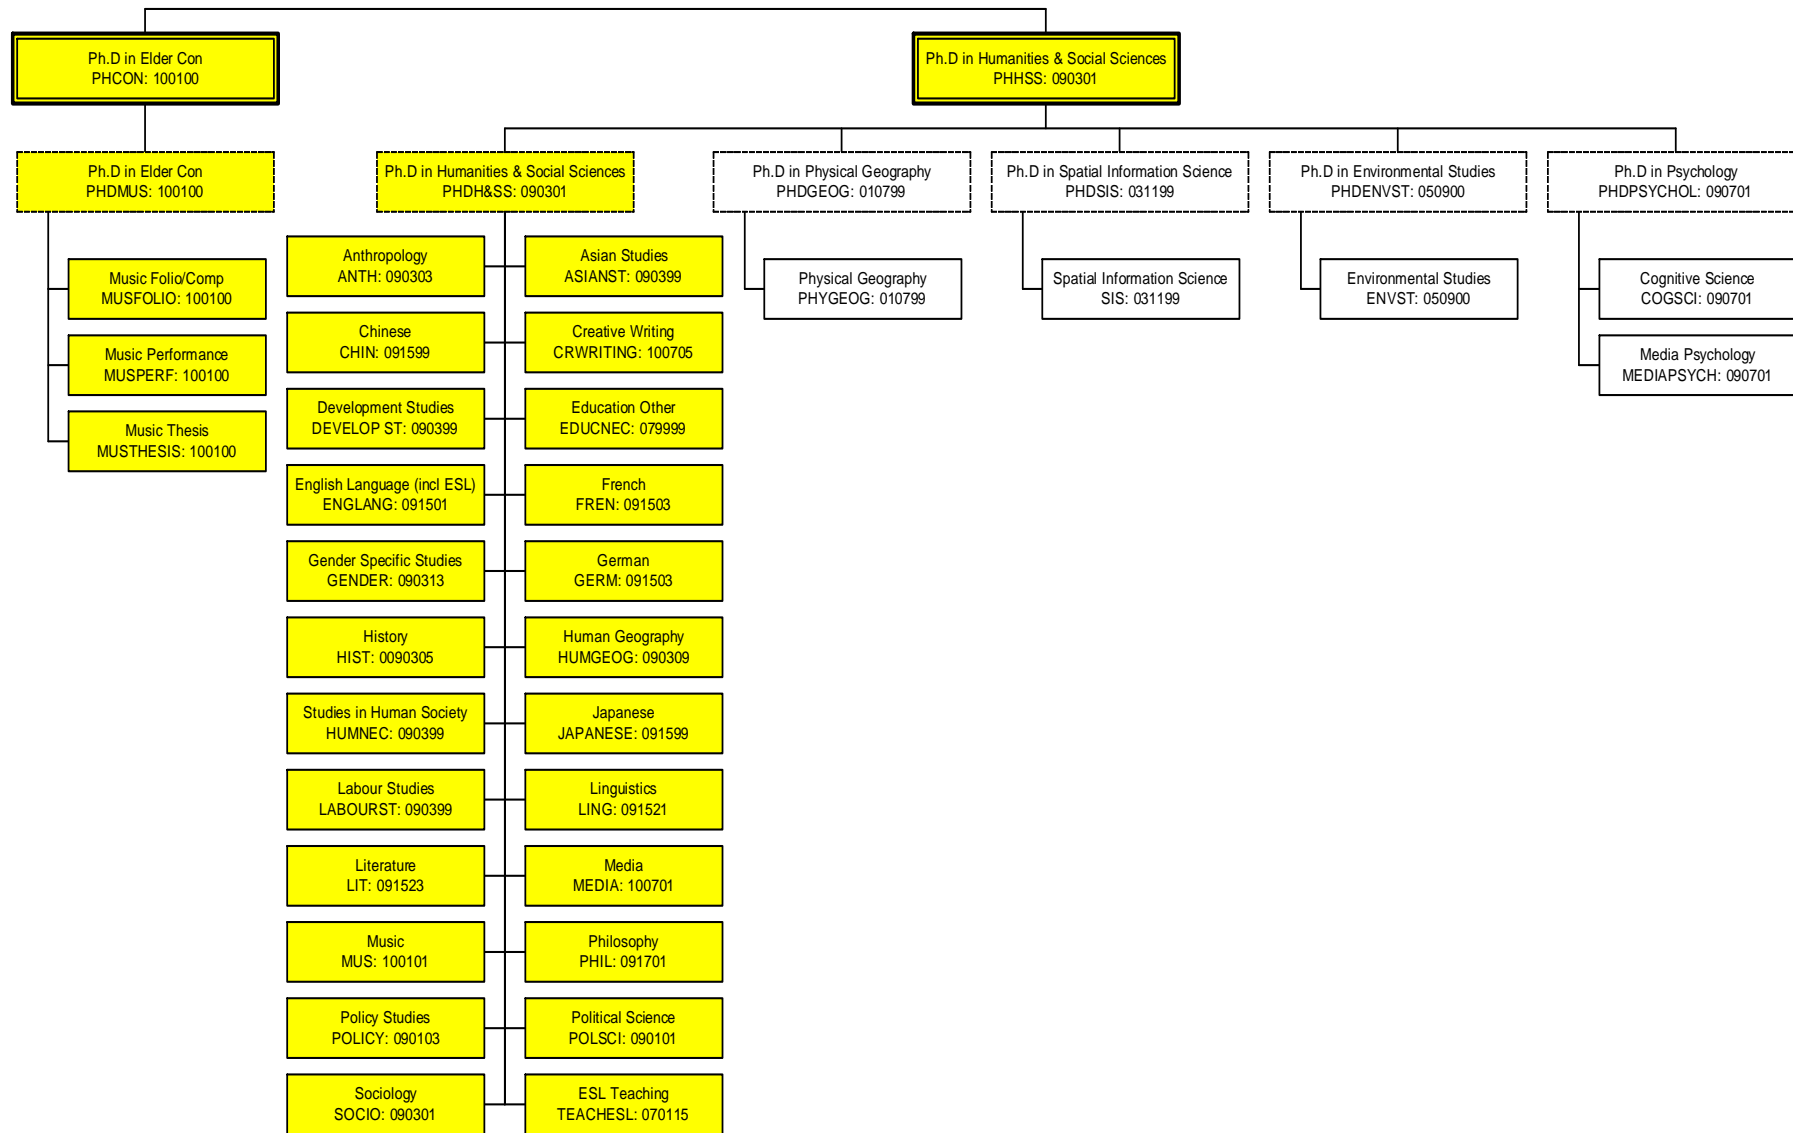 Ph.D in Elder Con
PHCON: 100100
Ph.D in Humanities & Social Sciences
PHHSS: 090301
Ph.D in Elder Con
PHDMUS: 100100
Ph.D in Humanities & Social Sciences
PHDH&SS: 090301
Ph.D in Physical Geography
PHDGEOG: 010799
Ph.D in Spatial Information Science
PHDSIS: 031199
Ph.D in Environmental Studies
PHDENVST: 050900
Ph.D in Psychology
PHDPSYCHOL: 090701
Music Folio/Comp
MUSFOLIO: 100100
Music Performance
MUSPERF: 100100
Music Thesis
MUSTHESIS: 100100
Anthropology
ANTH: 090303
Asian Studies
ASIANST: 090399
Chinese
CHIN: 091599
Creative Writing
CRWRITING: 100705
Development Studies
DEVELOP ST: 090399
Education Other
EDUCNEC: 079999
English Language (incl ESL)
ENGLANG: 091501
French
FREN: 091503
Gender Specific Studies
GENDER: 090313
German
GERM: 091503
History
HIST: 0090305
Human Geography
HUMGEOG: 090309
Studies in Human Society
HUMNEC: 090399
Japanese
JAPANESE: 091599
Labour Studies
LABOURST: 090399
Linguistics
LING: 091521
Literature
LIT: 091523
Media
MEDIA: 100701
Music
MUS: 100101
Philosophy
PHIL: 091701
Policy Studies
POLICY: 090103
Political Science
POLSCI: 090101
Sociology
SOCIO: 090301
ESL Teaching
TEACHESL: 070115
Physical Geography
PHYGEOG: 010799
Spatial Information Science
SIS: 031199
Environmental Studies
ENVST: 050900
Cognitive Science
COGSCI: 090701
Media Psychology
MEDIAPSYCH: 090701